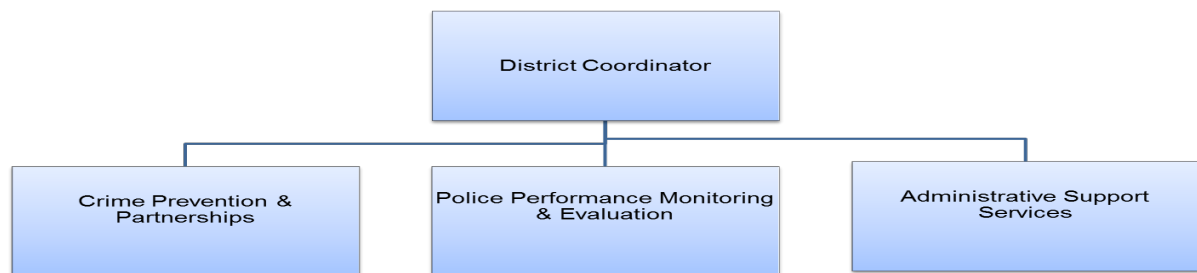 District Coordinator
Crime Prevention &
Partnerships
Police Performance Monitoring
& Evaluation
Administrative Support
Services